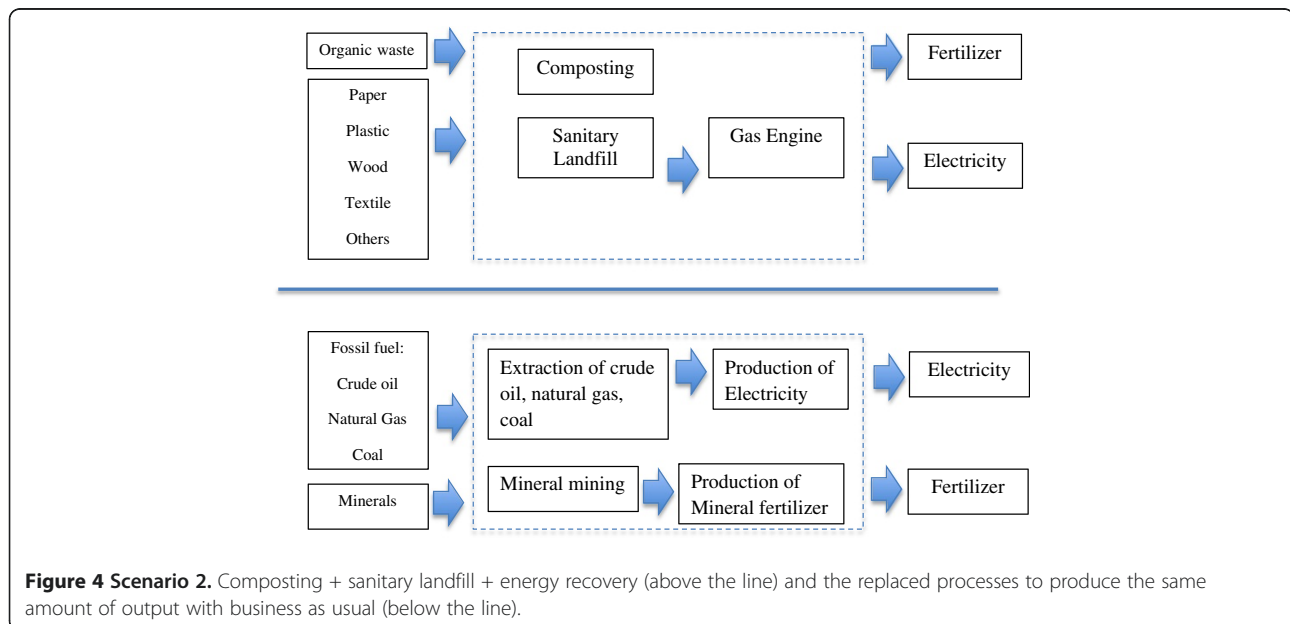 Organic waste
Paper
Plastic
Wood
Textile
Others
Composting
Sanitary
Landfill
Gas Engine
Fertilizer
Electricity
Fossil fuel:
Crude oil
Natural Gas
Coal
Minerals
Extraction of crude
oil, natural gas,
coal
Production of
Electricity
Electricity
Mineral mining
Production of
Mineral fertilizer
Fertilizer
Figure 4 Scenario 2. Composting + sanitary landfill + energy recovery (above the line) and the replaced processes to produce the same
amount of output with business as usual (below the line).